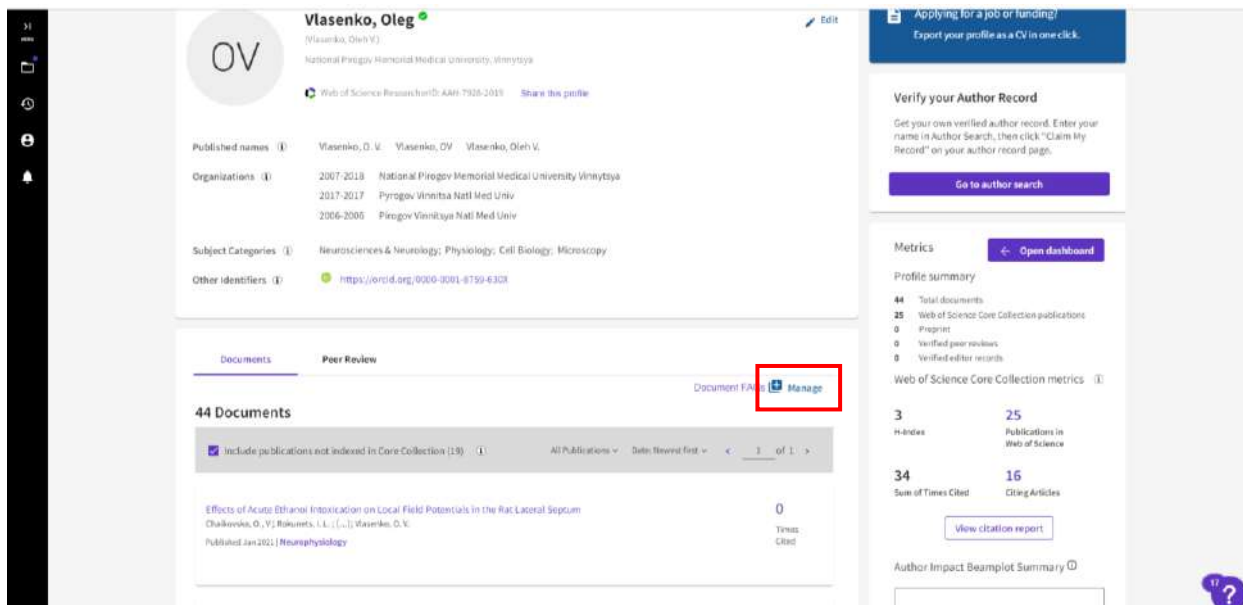 Vlasenko, Oleg
(Vlasenko, Oleh V.)
National Pirogov Memorial Medical University, Vinnytsya
Web of Science ResearcherID: AAH-7926-2019 Share this profile
Edit
Published names
Vlasenko, O. V. Vlasenko, OV Vlasenko, Oleh V.
Organizations
2007-2018 National Pirogov Memorial Medical University Vinnytsya
2017-2017 Pyrogov Vinnitsa Natl Med Univ
2006-2006 Pirogov Vinnitsya Natl Med Univ
Subject Categories
Neurosciences & Neurology; Physiology; Cell Biology; Microscopy
Other Identifiers
https://orcid.org/0000-0001-8759-630X
Documents Peer Review
Document FAQs Manage
44 Documents
Include publications not indexed in Core Collection (19)
All Publications Date: Newest first 1 of 1
Effects of Acute Ethanol Intoxication on Local Field Potentials in the Rat Lateral Septum
Chaikovska, O., V; Rokunets, I. L.; (...); Vlasenko, O. V.
Published Jan 2021 | Neurophysiology
0
Times
Cited
Applying for a job or funding?
Export your profile as a CV in one click.
Verify your Author Record
Get your own verified author record. Enter your
name in Author Search, then click "Claim My
Record" on your author record page.
Go to author search
Metrics
Open dashboard
Profile summary
44 Total documents
25 Web of Science Core Collection publications
0 Preprint
0 Verified peer reviews
0 Verified editor records
Web of Science Core Collection metrics
3
H-Index
25
Publications in
Web of Science
34
Sum of Times Cited
16
Citing Articles
View citation report
Author Impact Beamplot Summary
17
?